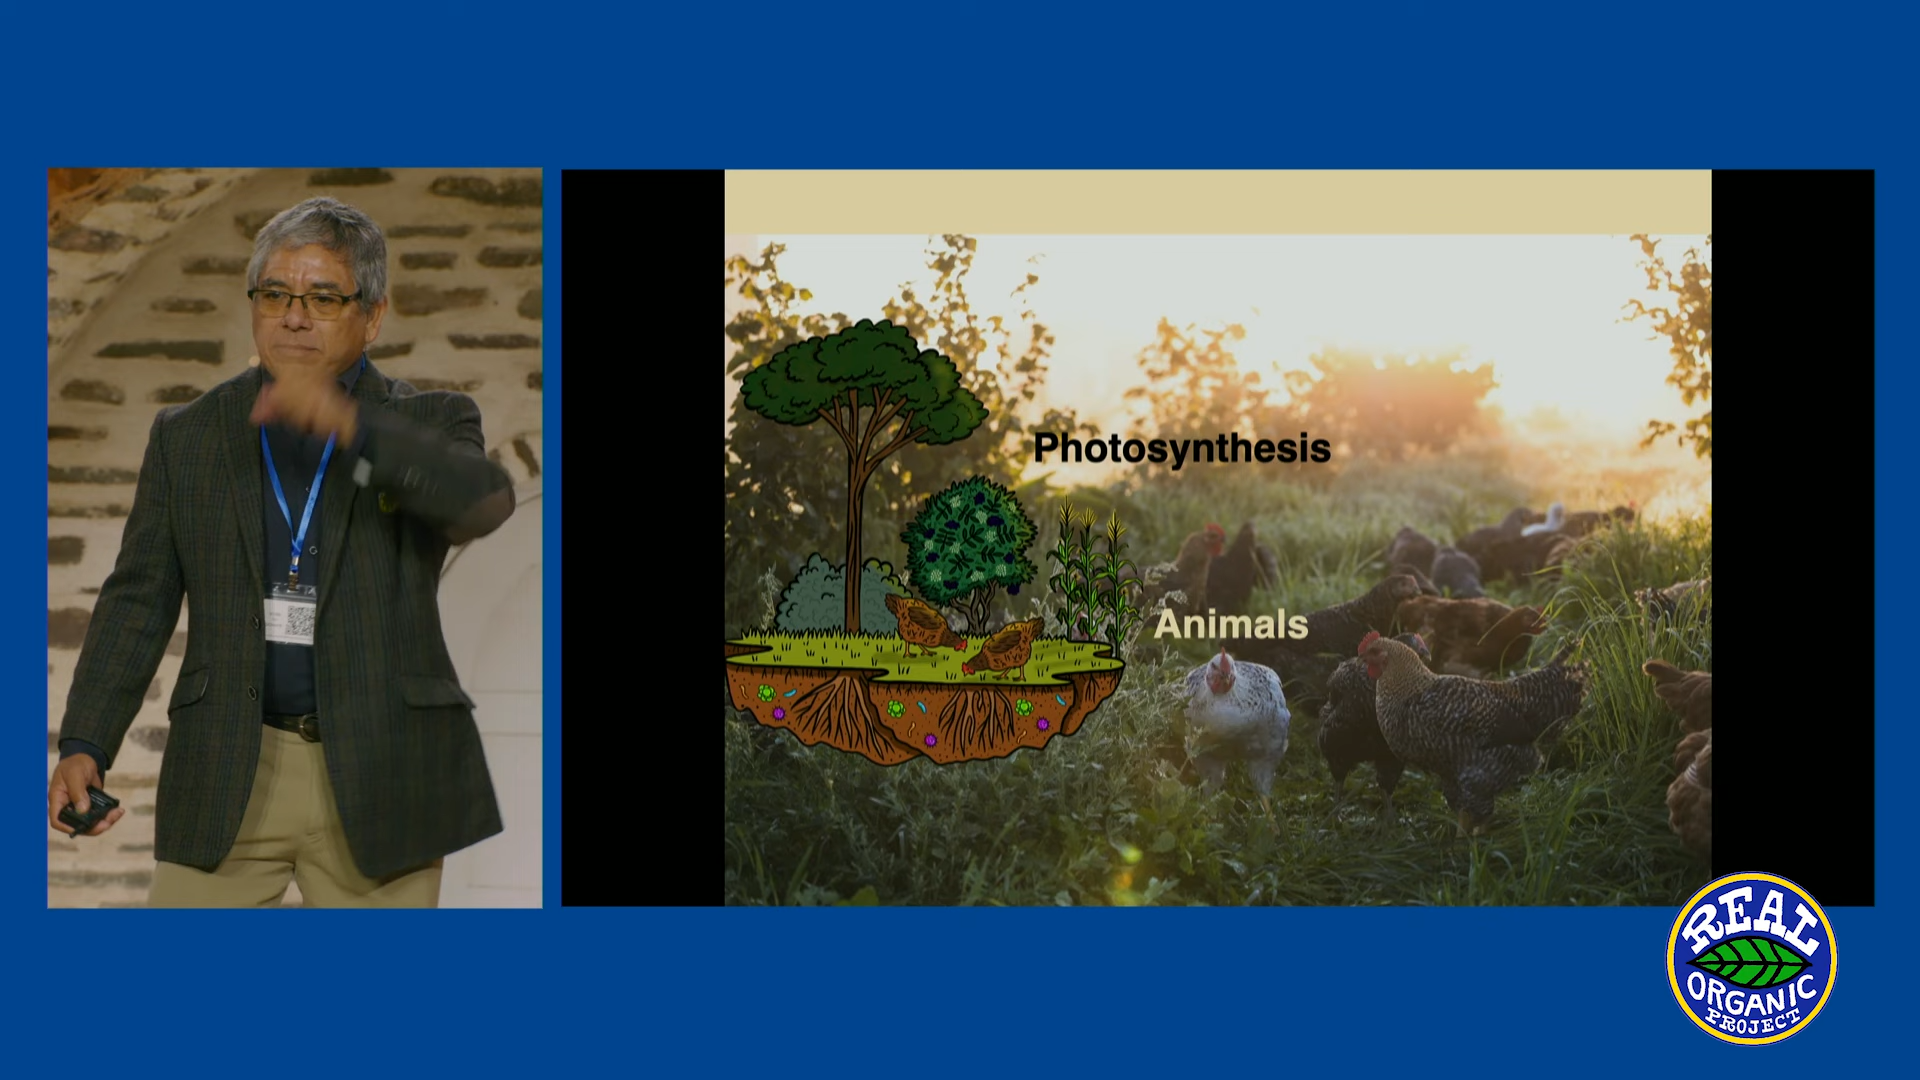 Photosynthesis
Animals
REAL
ORGANIC
PROJECT